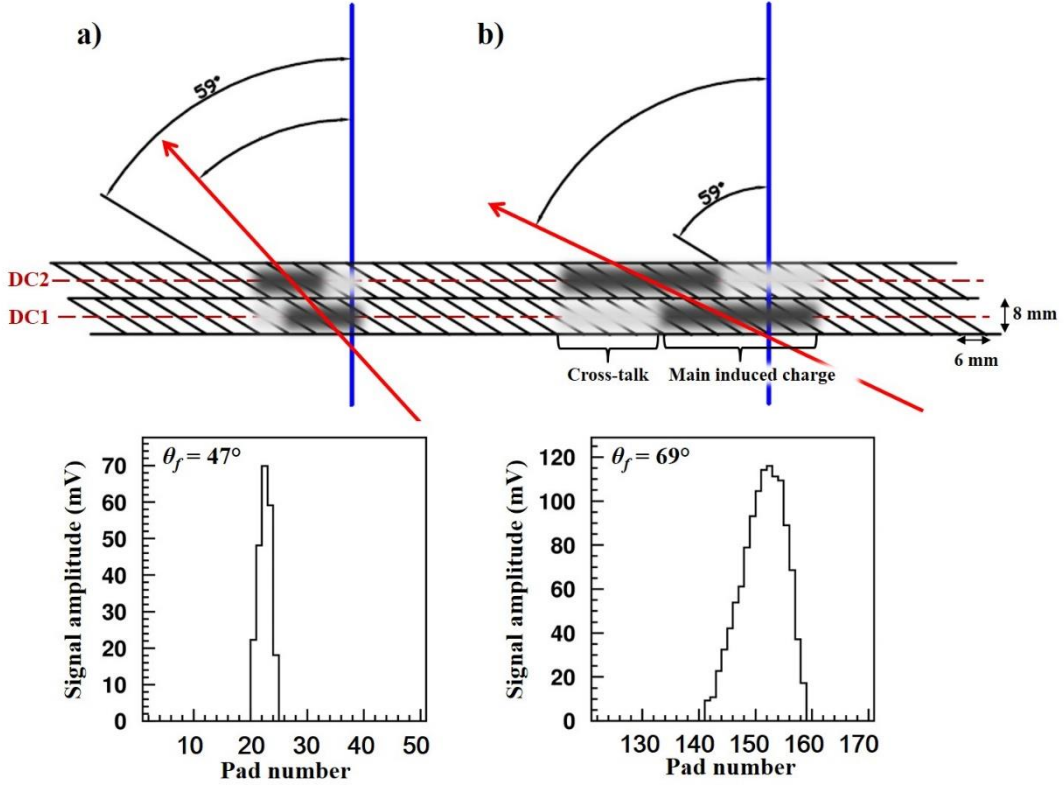 a)
b)
59°
59°
DC2
DC1
8 mm
6 mm
Cross-talk
Main induced charge
θf = 47°
Signal amplitude (mV)
70
60
50
40
30
20
10
0
10 20 30 40 50
Pad number
θf = 69°
Signal amplitude (mV)
120
100
80
60
40
20
0
130 140 150 160 170
Pad number